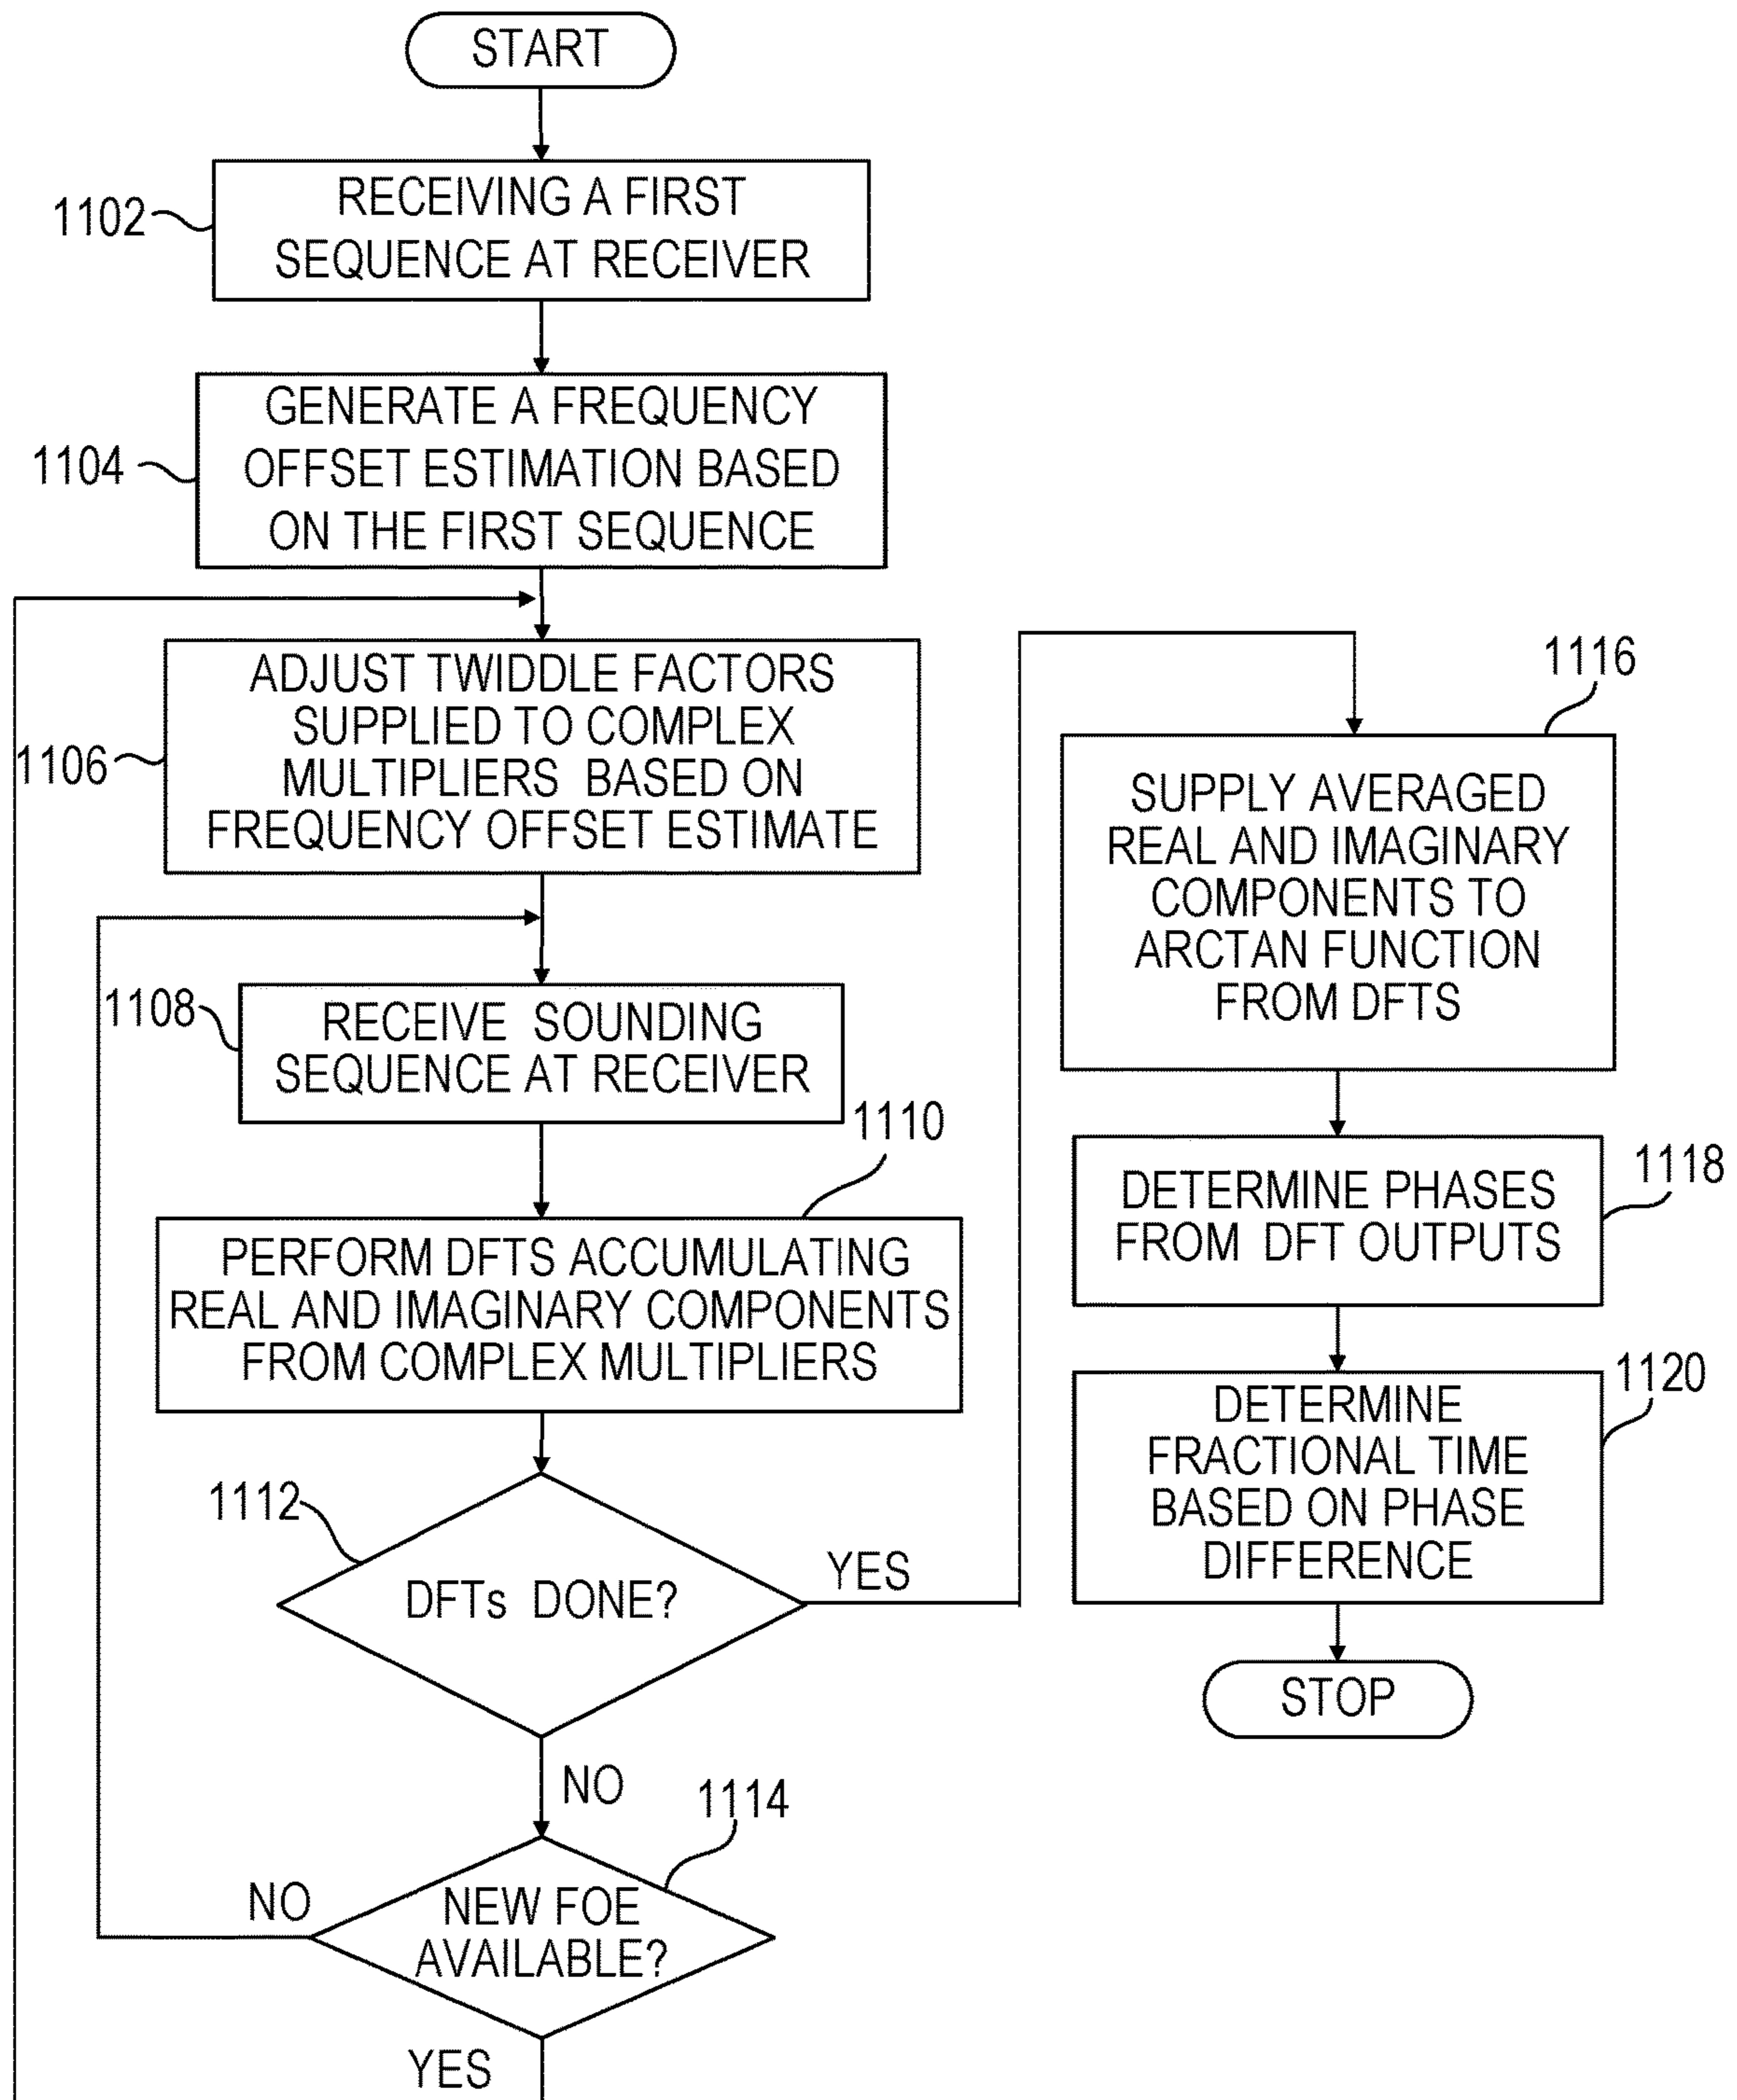 START
1102
RECEIVING A FIRST
SEQUENCE AT RECEIVER
1104
GENERATE A FREQUENCY
OFFSET ESTIMATION BASED
ON THE FIRST SEQUENCE
1106
ADJUST TWIDDLE FACTORS
SUPPLIED TO COMPLEX
MULTIPLIERS BASED ON
FREQUENCY OFFSET ESTIMATE
1108
RECEIVE SOUNDING
SEQUENCE AT RECEIVER
1110
PERFORM DFTS ACCUMULATING
REAL AND IMAGINARY COMPONENTS
FROM COMPLEX MULTIPLIERS
1112
DFTs DONE?
YES
NO
1114
NEW FOE
AVAILABLE?
NO
YES
1116
SUPPLY AVERAGED
REAL AND IMAGINARY
COMPONENTS TO
ARCTAN FUNCTION
FROM DFTS
1118
DETERMINE PHASES
FROM DFT OUTPUTS
1120
DETERMINE
FRACTIONAL TIME
BASED ON PHASE
DIFFERENCE
STOP